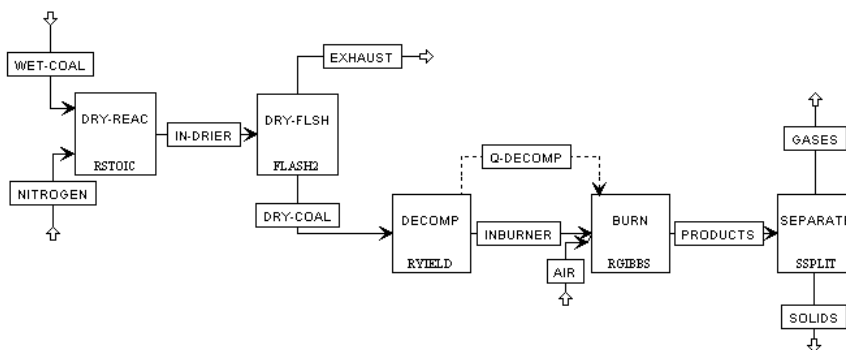 EXHAUST
WET-COAL
DRY-REAC
IN-DRIER
DRY-FLSH
RSTOIC
FLASH2
NITROGEN
DRY-COAL
Q-DECOMP
GASES
DECOMP
INBURNER
BURN
PRODUCTS
SEPARATE
RYIELD
AIR
RGIBBS
SSPLIT
SOLIDS